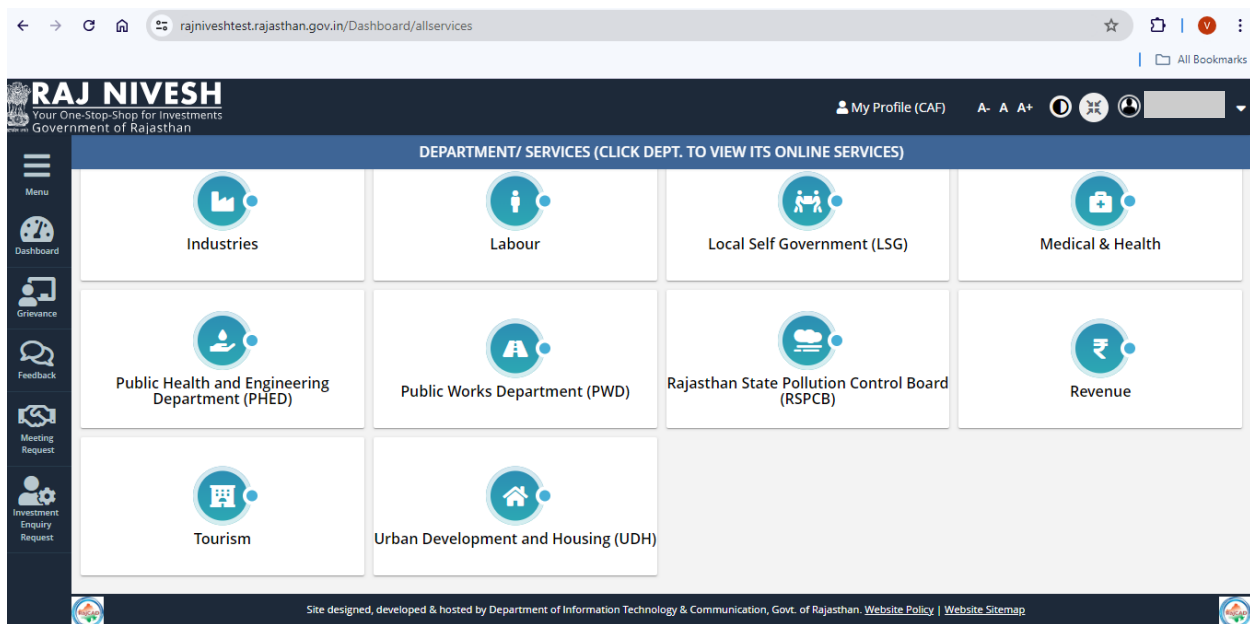 rajniveshtest.rajasthan.gov.in/Dashboard/allservices
V
All Bookmarks
RAJ NIVESH
Your One-Stop-Shop for Investments
Government of Rajasthan
My Profile (CAF)
A- A A+
DEPARTMENT/ SERVICES (CLICK DEPT. TO VIEW ITS ONLINE SERVICES)
Menu
Dashboard
Grievance
Feedback
Meeting
Request
Investment
Enquiry
Request
Industries
Labour
Local Self Government (LSG)
Medical & Health
Public Health and Engineering
Department (PHED)
Public Works Department (PWD)
Rajasthan State Pollution Control Board
(RSPCB)
Revenue
Tourism
Urban Development and Housing (UDH)
Site designed, developed & hosted by Department of Information Technology & Communication, Govt. of Rajasthan. Website Policy | Website Sitemap